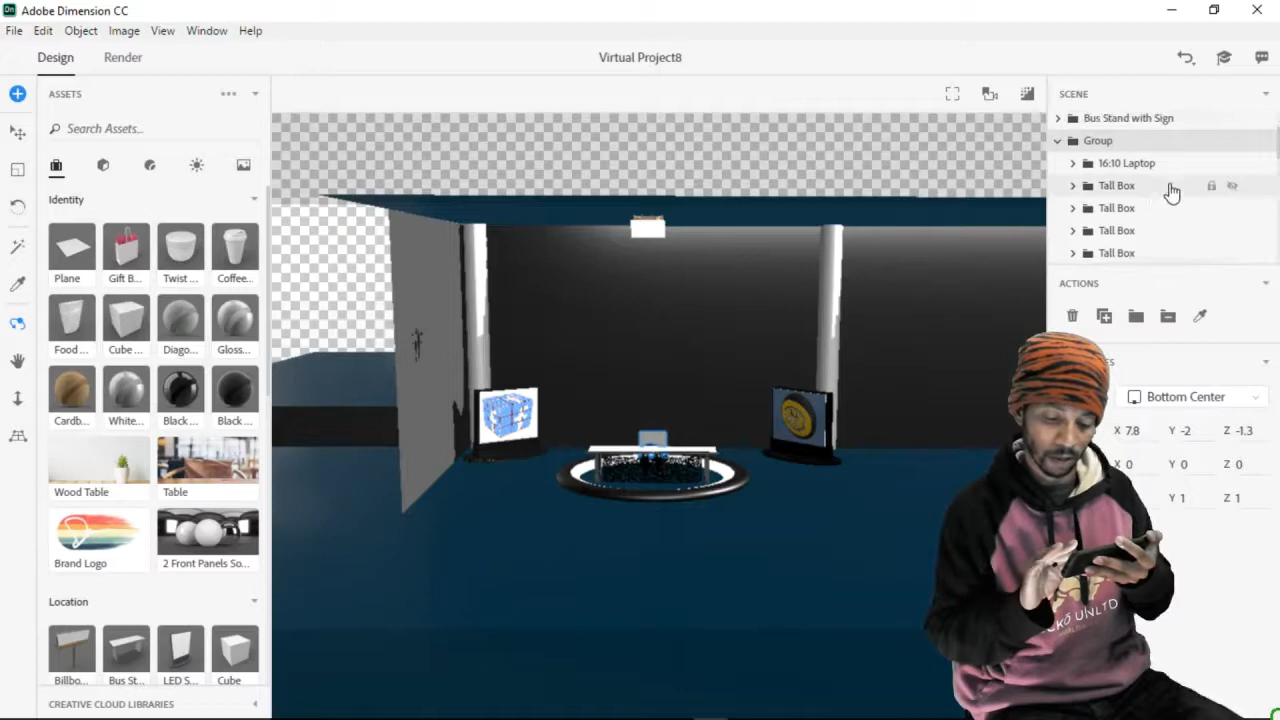 Dn Adobe Dimension CC
File Edit Object Image View Window Help
Design Render Virtual Project8
ASSETS
Search Assets...
Identity
Plane Gift B... Twist ... Coffee...
Food ... Cube ... Diago... Gloss...
Cardb... White... Black ... Black ...
Wood Table Table
Brand Logo 2 Front Panels So...
Location
Billbo... Bus St... LED S... Cube
CREATIVE CLOUD LIBRARIES
SCENE
Bus Stand with Sign
Group
16:10 Laptop
Tall Box
Tall Box
Tall Box
Tall Box
ACTIONS
Bottom Center
X 7.8 Y -2 Z -1.3
X 0 Y 0 Z 0
Y 1 Z 1
UNLTD